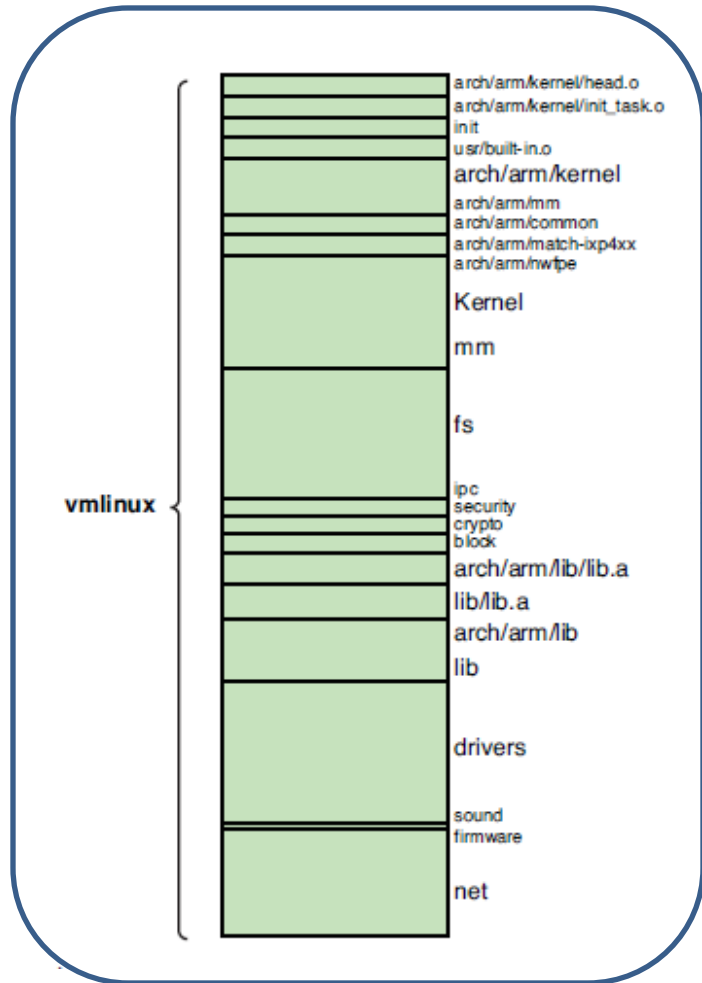 arch/arm/kernel/head.o
arch/arm/kernel/init_task.o
init
usr/built-in.o
arch/arm/kernel
arch/arm/mm
arch/arm/common
arch/arm/match-ixp4xx
arch/arm/nwfpe
Kernel
mm
fs
ipc
vmlinux
security
crypto
block
arch/arm/lib/lib.a
lib/lib.a
arch/arm/lib
lib
drivers
sound
firmware
net